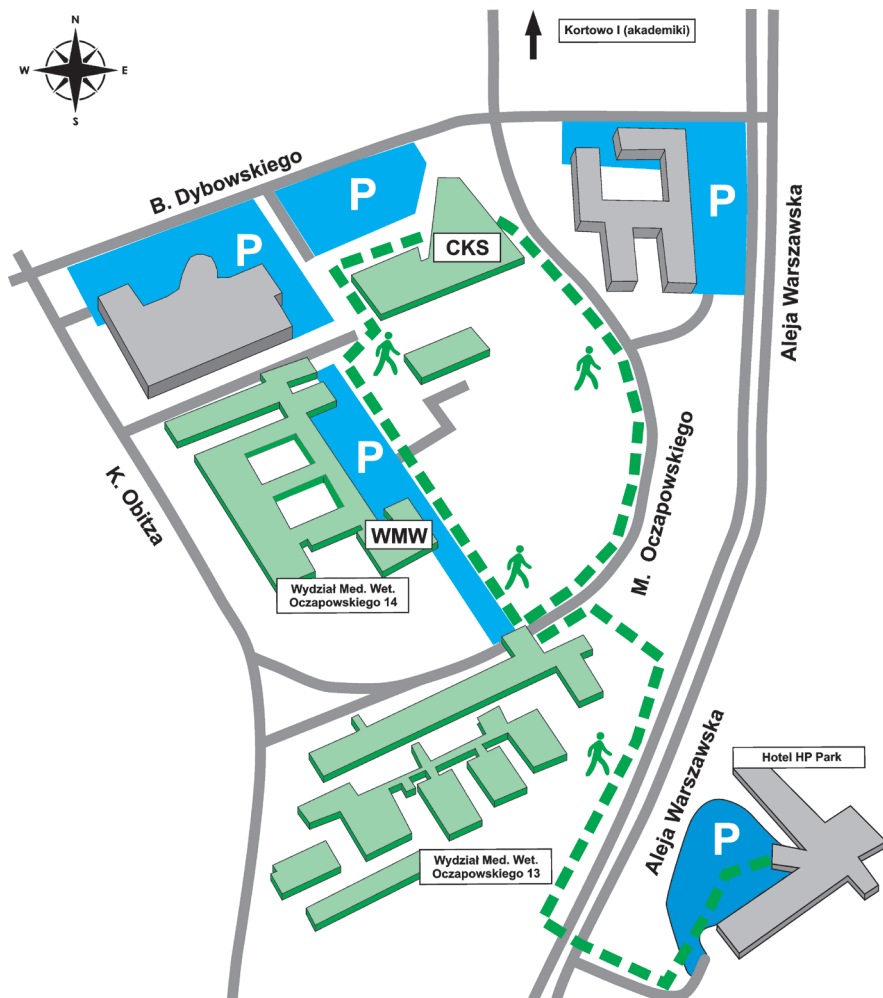 N
W
E
S
Kortowo I (akademiki)
B. Dybowskiego
P
P
P
CKS
Aleja Warszawska
K. Obitza
P
WMW
M. Oczapowskiego
Wydział Med. Wet.
Oczapowskiego 14
Aleja Warszawska
Hotel HP Park
P
Wydział Med. Wet.
Oczapowskiego 13